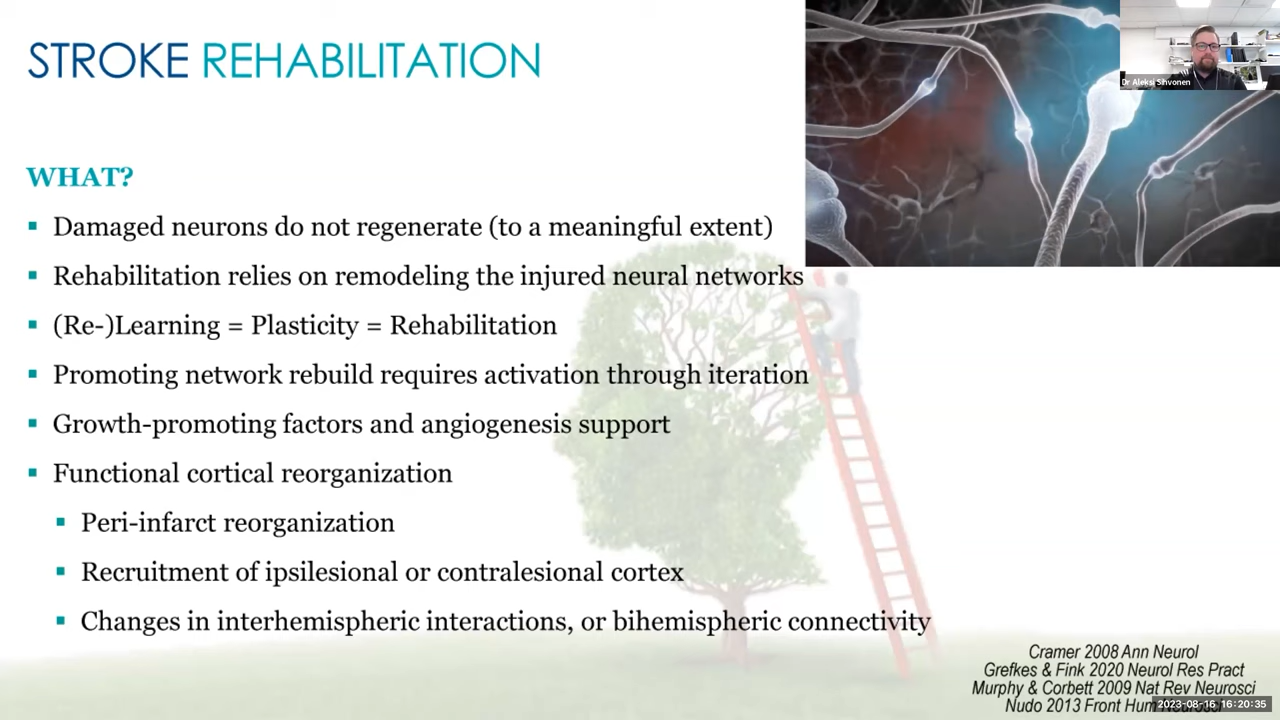 STROKE REHABILITATION
Dr Aleksi Sihvonen
WHAT?
▪ Damaged neurons do not regenerate (to a meaningful extent)
▪ Rehabilitation relies on remodeling the injured neural networks
▪ (Re-)Learning = Plasticity = Rehabilitation
▪ Promoting network rebuild requires activation through iteration
▪ Growth-promoting factors and angiogenesis support
▪ Functional cortical reorganization
▪ Peri-infarct reorganization
▪ Recruitment of ipsilesional or contralesional cortex
▪ Changes in interhemispheric interactions, or bihemispheric connectivity
Cramer 2008 Ann Neurol
Grefkes & Fink 2020 Neurol Res Pract
Murphy & Corbett 2009 Nat Rev Neurosci
Nudo 2013 Front Hum Neurosci
2023-08-16 16:20:35